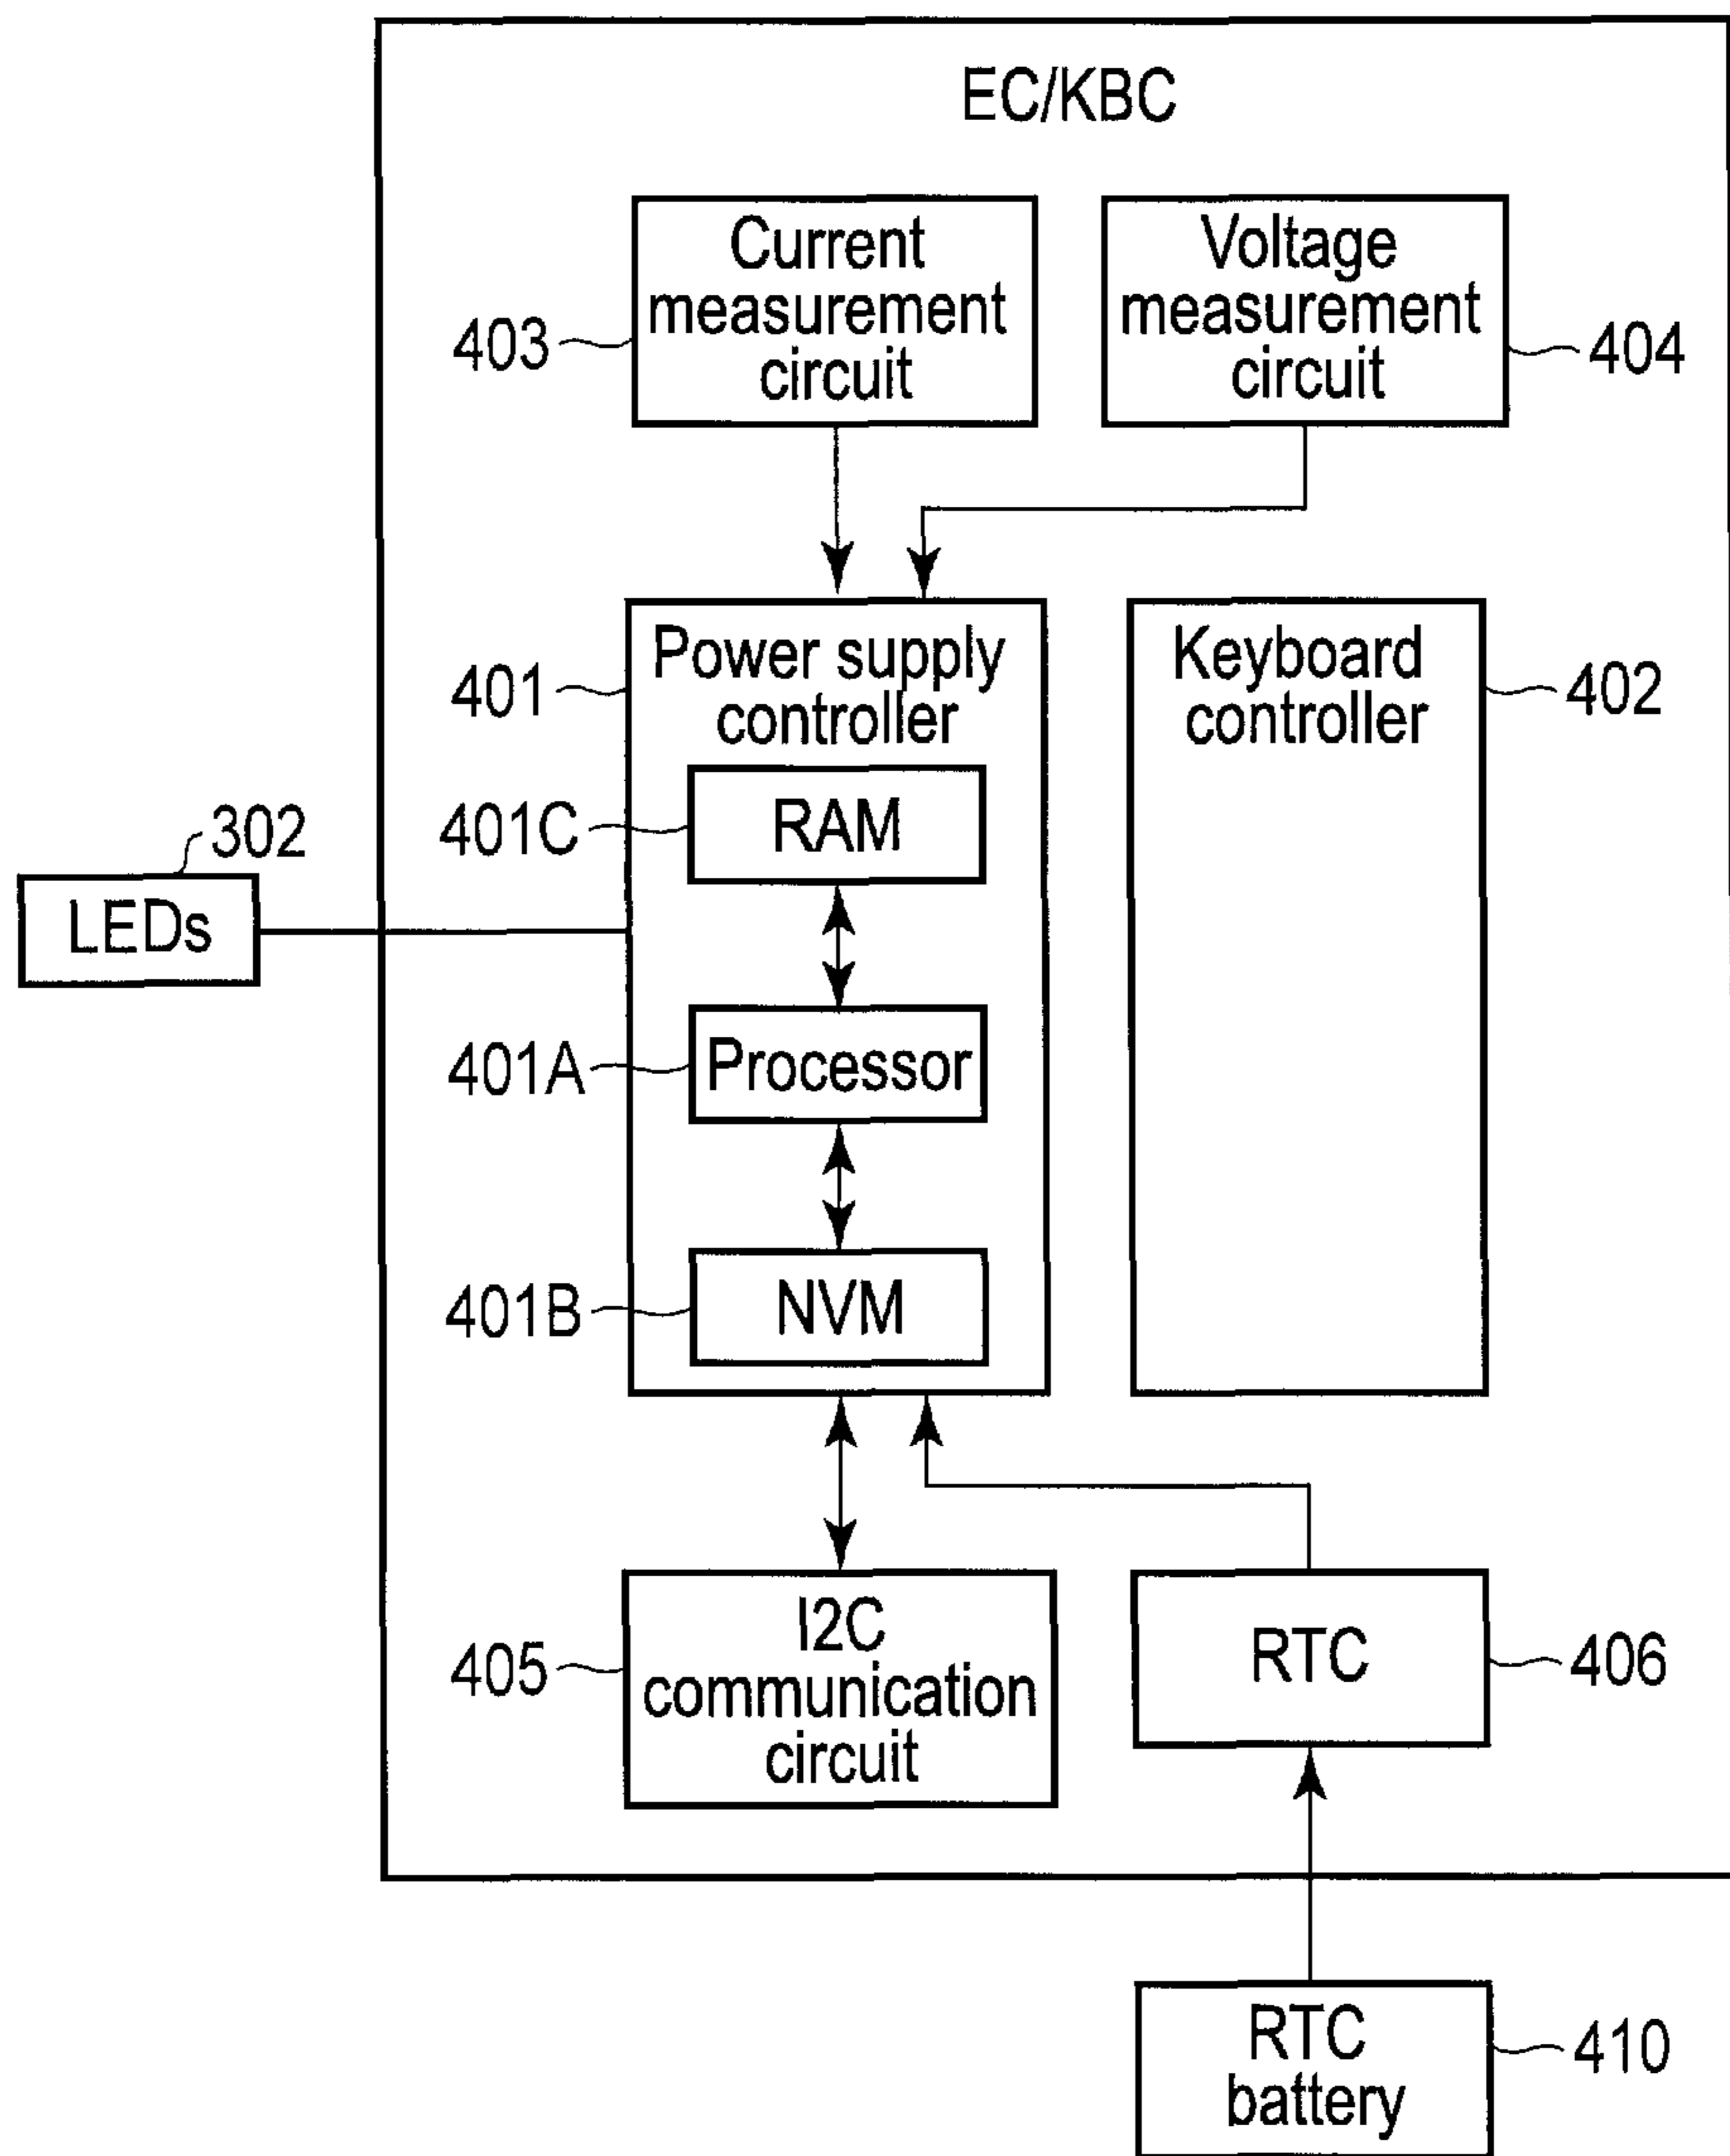 EC/KBC
Current
measurement
circuit
403
Voltage
measurement
circuit
404
Power supply
controller
401
Keyboard
controller
402
RAM
401C
302
LEDs
Processor
401A
NVM
401B
I2C
communication
circuit
405
RTC
406
RTC
battery
410